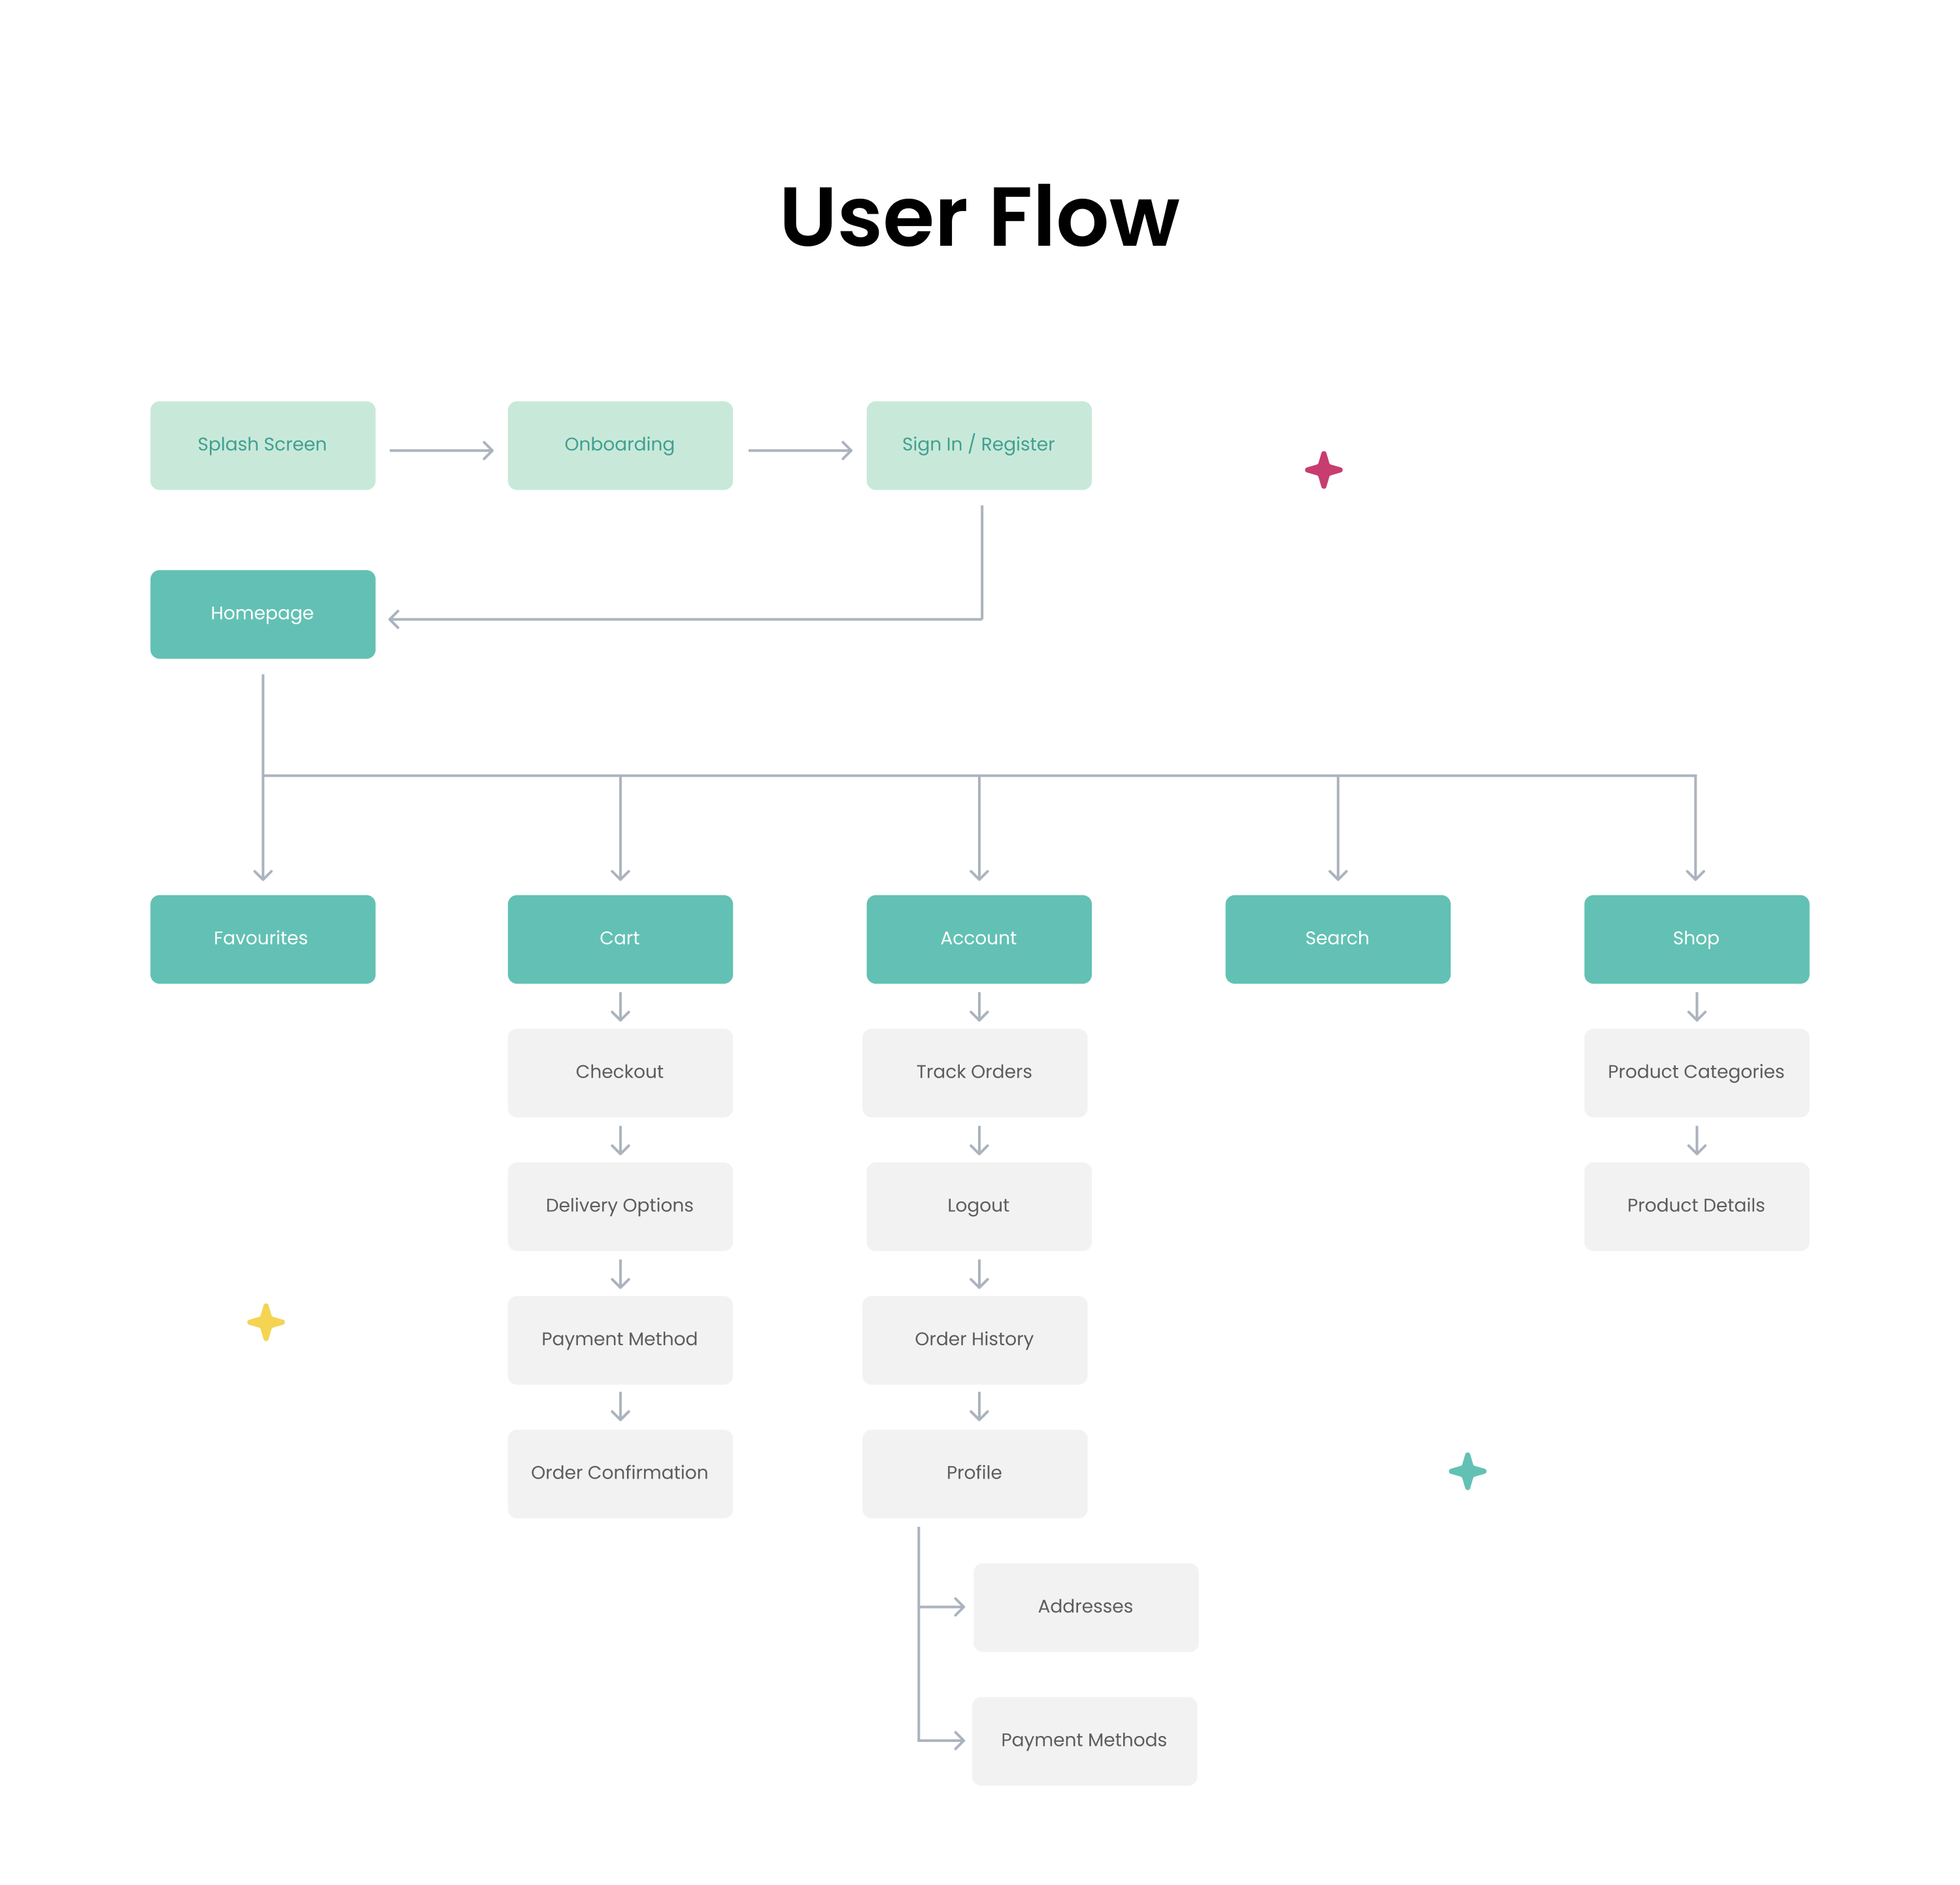 User Flow
Splash Screen
Onboarding
Sign In / Register
Homepage
Favourites
Cart
Account
Search
Shop
Checkout
Track Orders
Product Categories
Delivery Options
Logout
Product Details
Payment Method
Order History
Order Confirmation
Profile
Addresses
Payment Methods